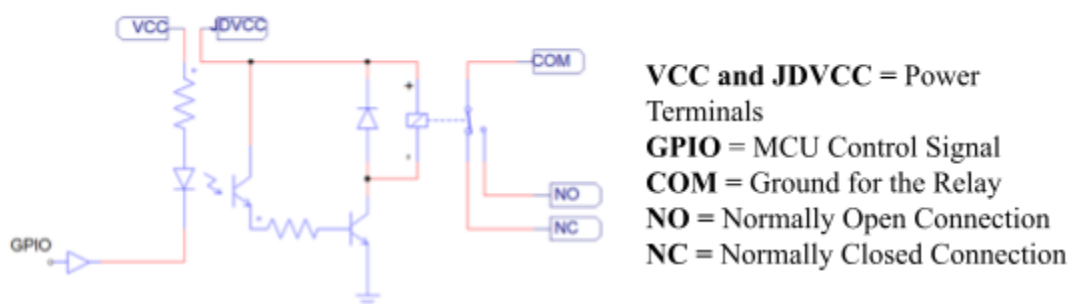 VCC
JDVCC
COM
NO
NC
GPIO
VCC and JDVCC = Power
Terminals
GPIO = MCU Control Signal
COM = Ground for the Relay
NO = Normally Open Connection
NC = Normally Closed Connection